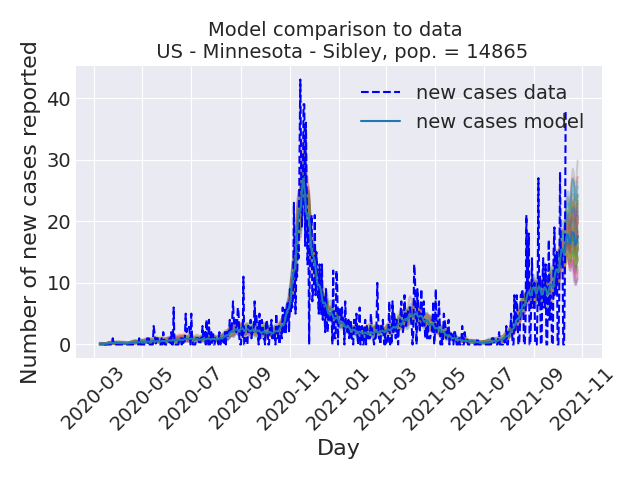 Model comparison to data
US - Minnesota - Sibley, pop. = 14865
Number of new cases reported
40
30
20
10
0
new cases data
new cases model
2020-03
2020-05
2020-07
2020-09
2020-11
2021-01
2021-03
2021-05
2021-07
2021-09
2021-11
Day